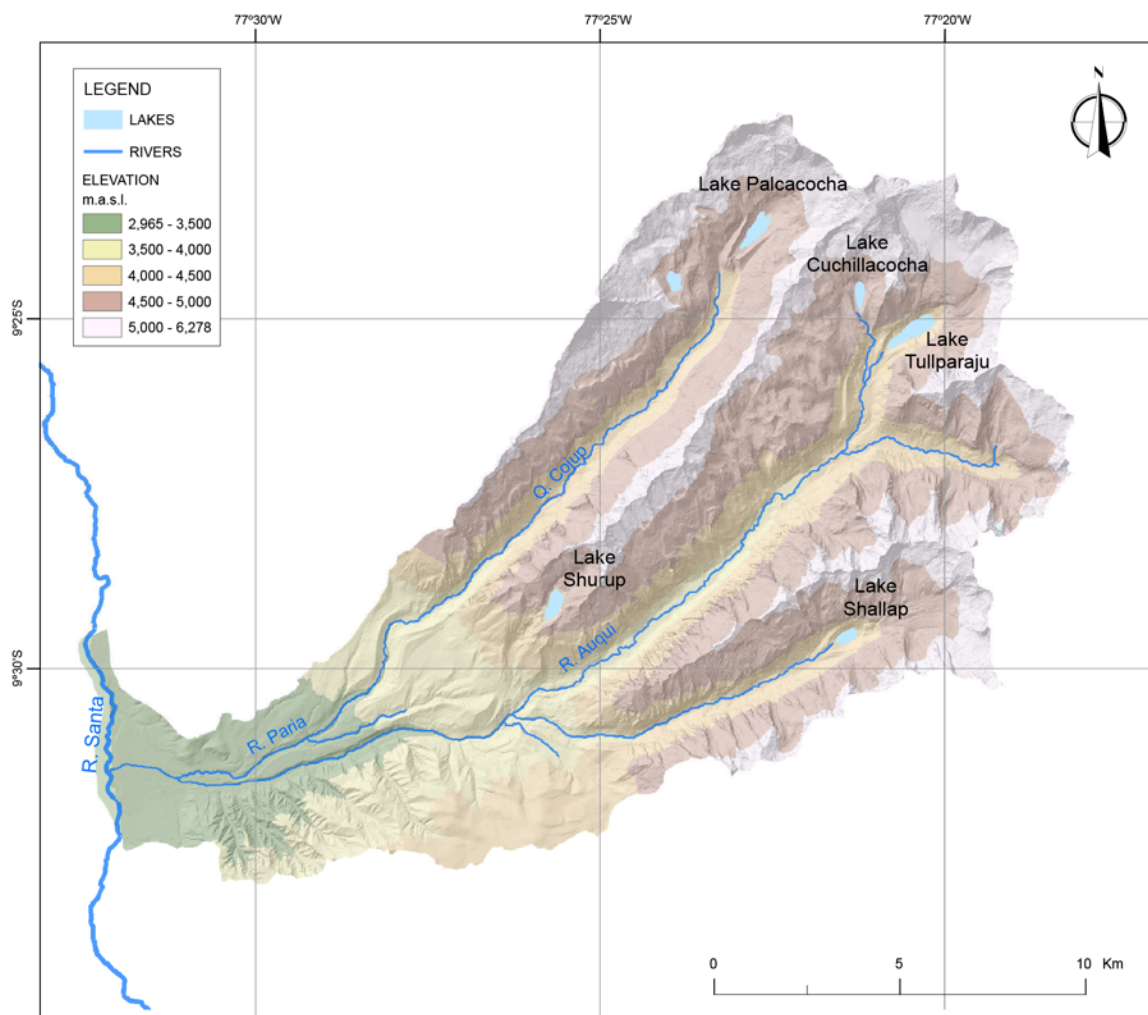 77°30'W
77°25'W
77°20'W
LEGEND
LAKES
RIVERS
ELEVATION
m.a.s.l.
2,965 - 3,500
3,500 - 4,000
4,000 - 4,500
4,500 - 5,000
5,000 - 6,278
N
Lake Palcacocha
Lake
Cuchillacocha
9°25'S
Lake
Tullparaju
Q. Cojup
Lake
Shurup
Lake
Shallap
R. Auqui
9°30'S
R. Santa
R. Paria
0
5
10 Km